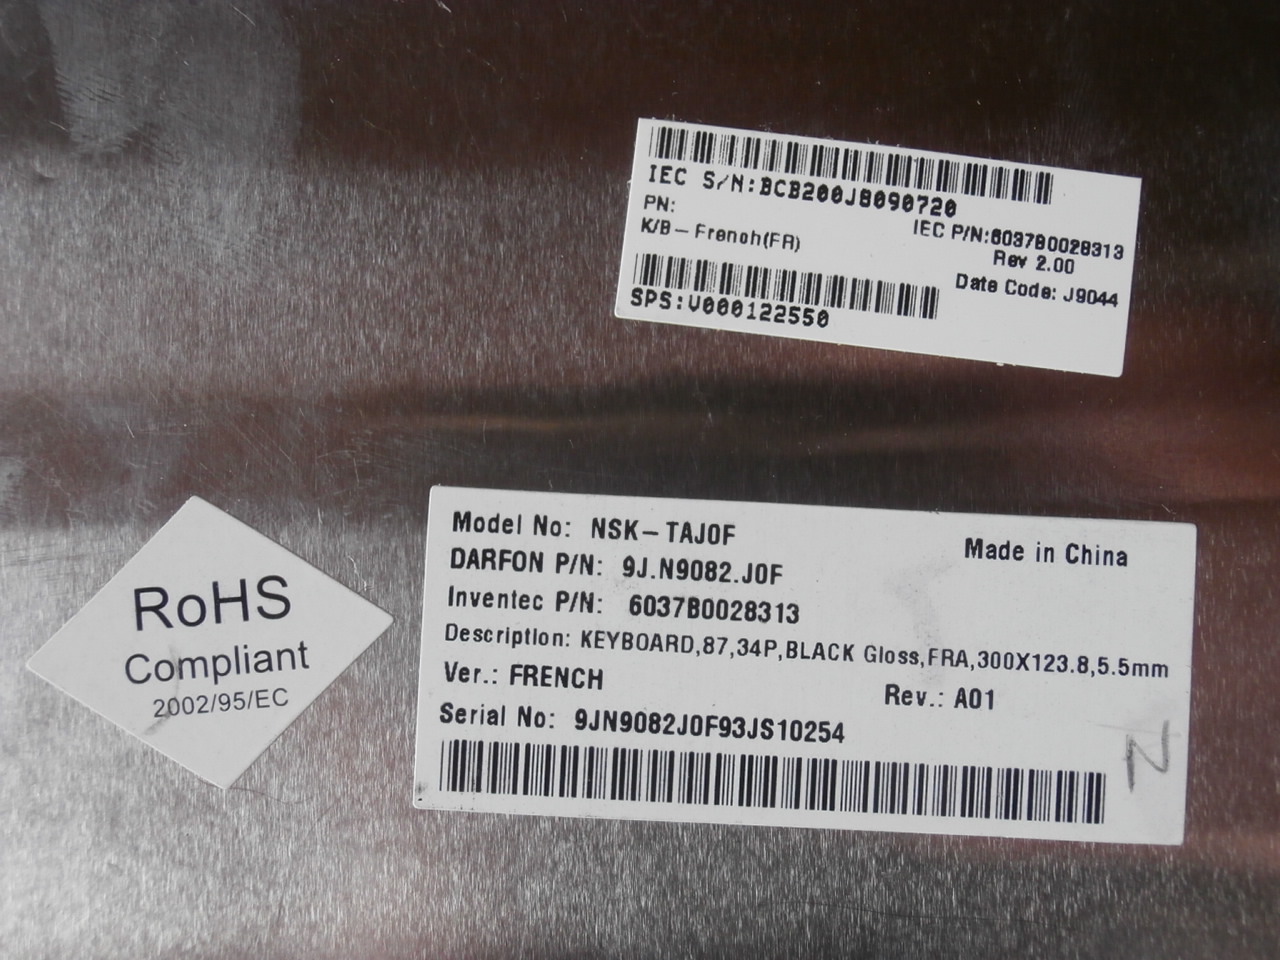 IEC S/N:BCB200J8090720
PN:
IEC P/N:6037B0028313
K/B-French(FR)
Rev 2.00
Date Code: J9044
SPS:V000122550
Model No: NSK-TAJ0F
Made in China
DARFON P/N: 9J.N9082.J0F
Inventec P/N: 6037B0028313
Description: KEYBOARD,87,34P,BLACK Gloss,FRA,300X123.8,5.5mm
Ver.: FRENCH
Rev.: A01
Serial No: 9JN9082J0F93JS10254
N
RoHS
Compliant
2002/95/EC